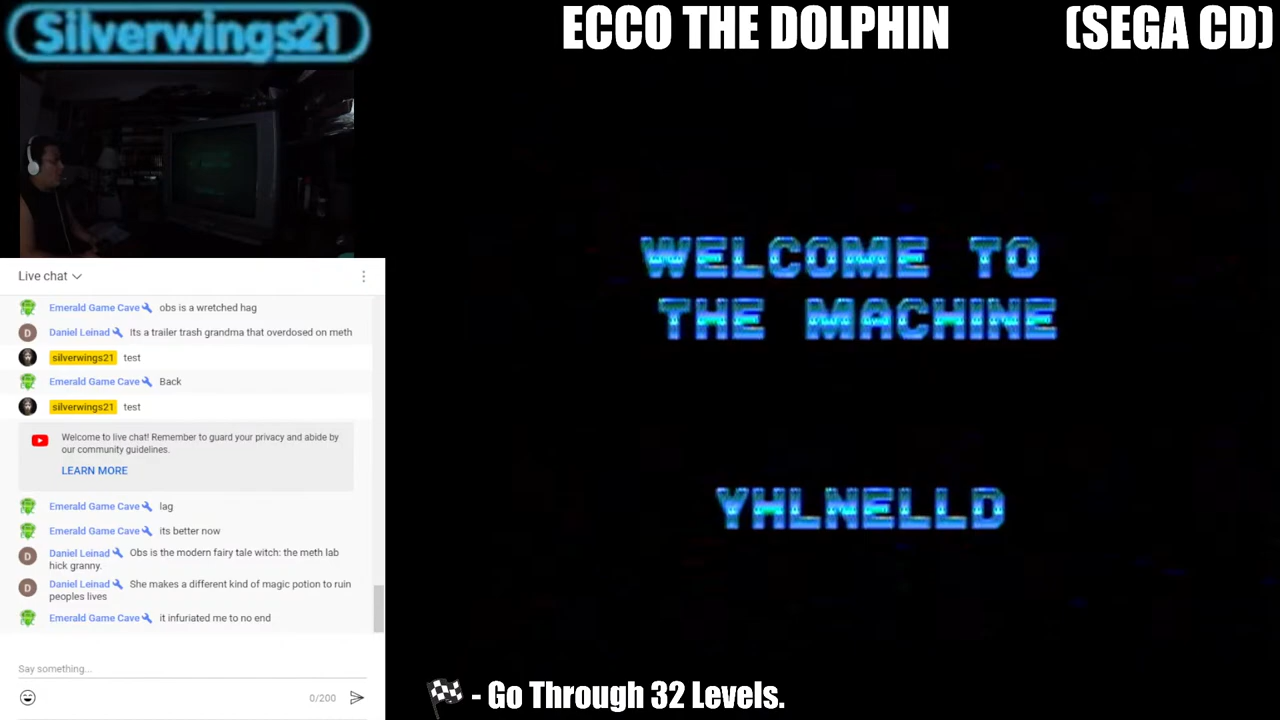 Silverwings21
ECCO THE DOLPHIN (SEGA CD)
Live chat
Emerald Game Cave obs is a wretched hag
Daniel Leinad Its a trailer trash grandma that overdosed on meth
silverwings21 test
Emerald Game Cave Back
silverwings21 test
Welcome to live chat! Remember to guard your privacy and abide by
our community guidelines.
LEARN MORE
Emerald Game Cave lag
Emerald Game Cave its better now
D Daniel Leinad Obs is the modern fairy tale witch: the meth lab
hick granny.
D Daniel Leinad She makes a different kind of magic potion to ruin
peoples lives
Emerald Game Cave it infuriated me to no end
Say something...
0/200
WELCOME TO
THE MACHINE
YHLNELLD
- Go Through 32 Levels.